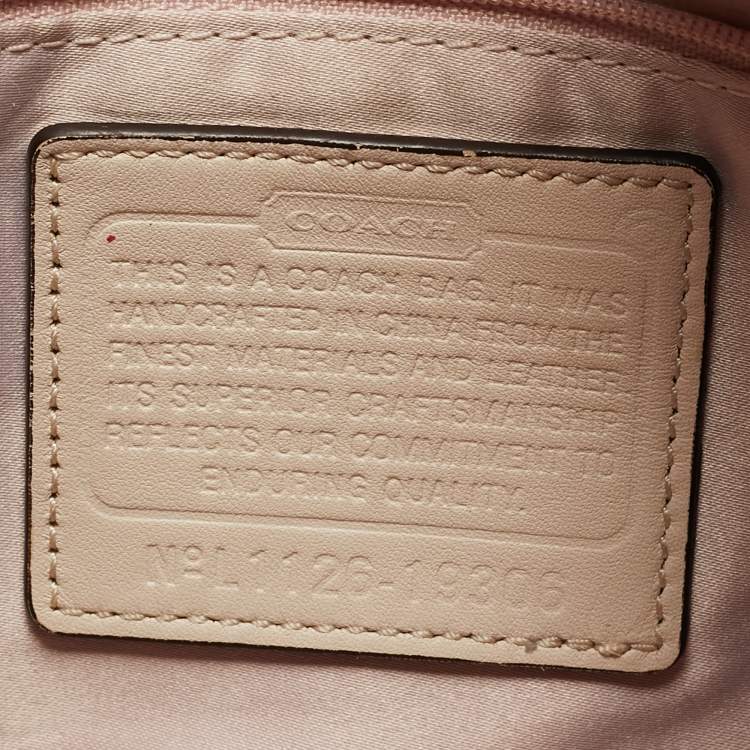 COACH
THIS IS A COACH BAG. IT WAS
HANDCRAFTED IN CHINA FROM THE
FINEST MATERIALS AND LEATHER
ITS SUPERIOR CRAFTSMANSHIP
REFLECTS OUR COMMITMENT TO
ENDURING QUALITY.
Nº L1126-19306